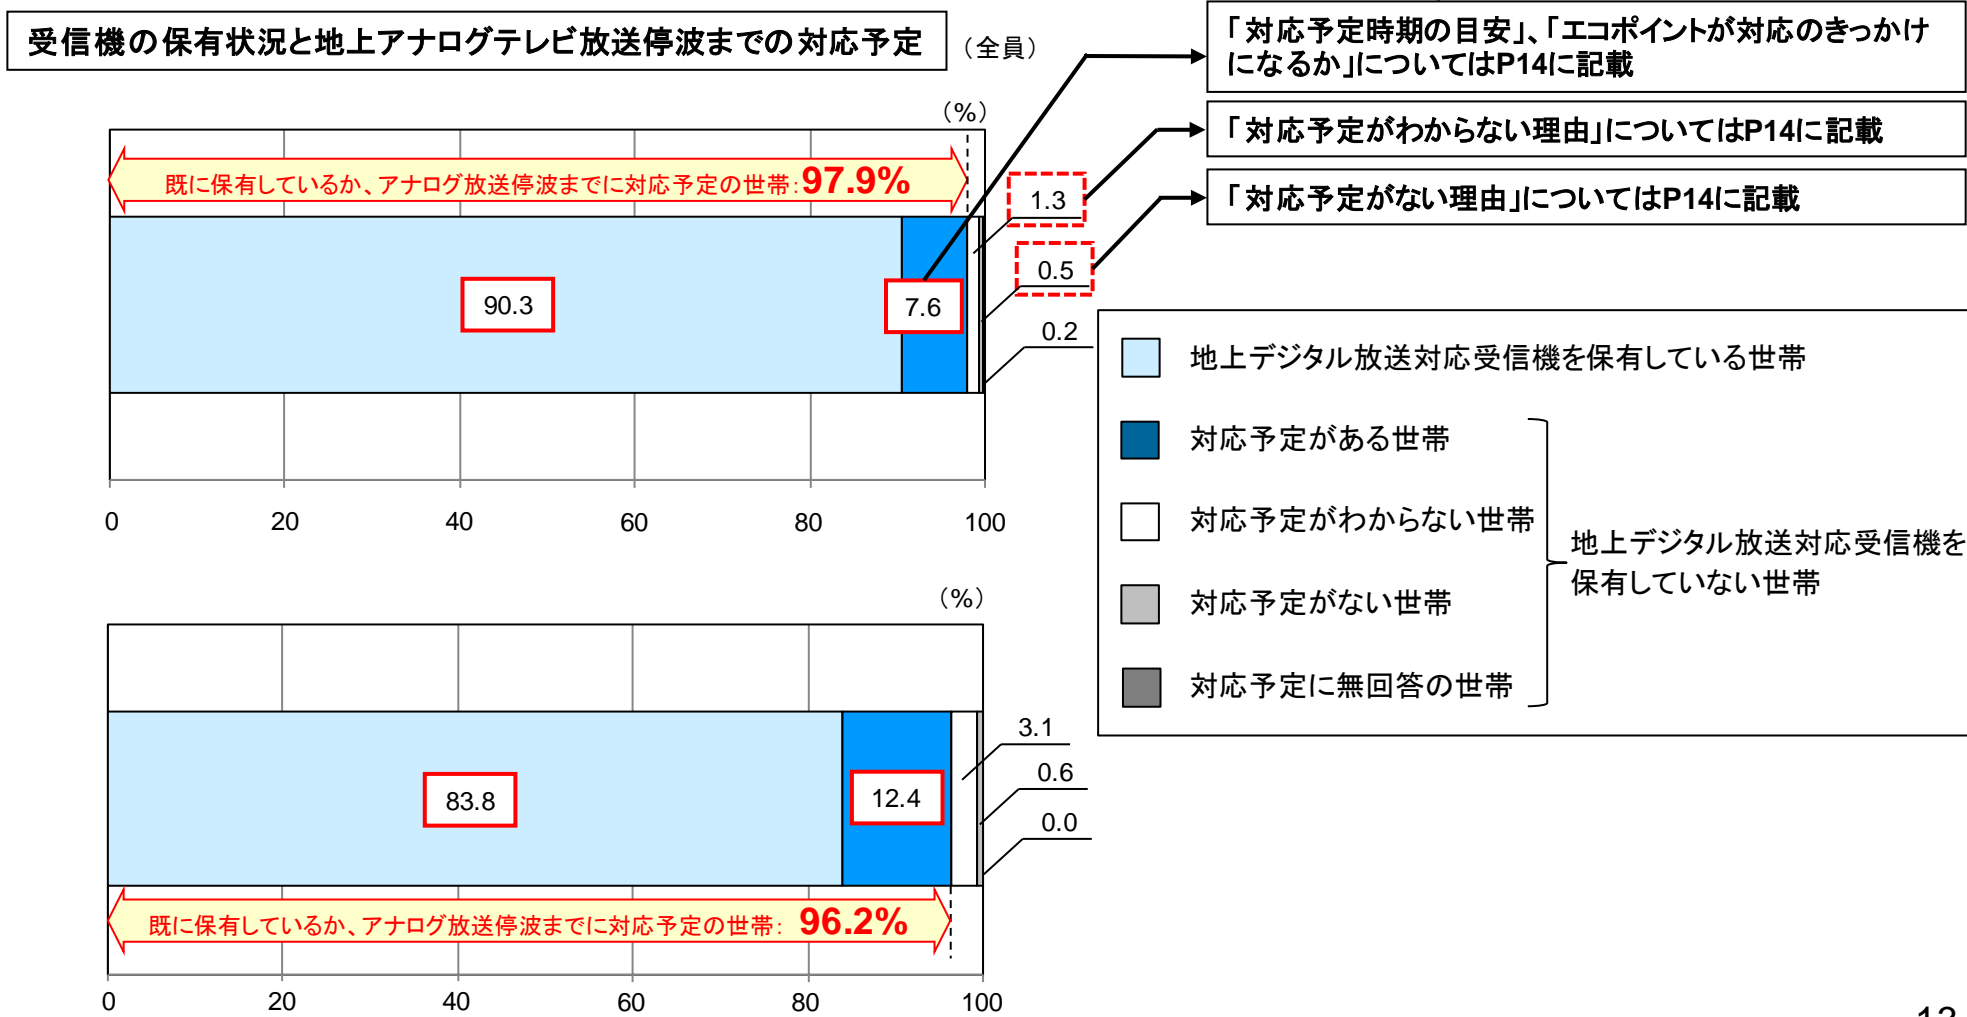 受信機の保有状況と地上アナログテレビ放送停波までの対応予定
（全員）
「対応予定時期の目安」、「エコポイントが対応のきっかけ
になるか」についてはP14に記載
「対応予定がわからない理由」についてはP14に記載
「対応予定がない理由」についてはP14に記載
（%）
既に保有しているか、アナログ放送停波までに対応予定の世帯：97.9%
90.3
7.6
1.3
0.5
0.2
0 20 40 60 80 100
地上デジタル放送対応受信機を保有している世帯
対応予定がある世帯
対応予定がわからない世帯
対応予定がない世帯
対応予定に無回答の世帯
地上デジタル放送対応受信機を
保有していない世帯
（%）
83.8
12.4
3.1
0.6
0.0
既に保有しているか、アナログ放送停波までに対応予定の世帯： 96.2%
0 20 40 60 80 100